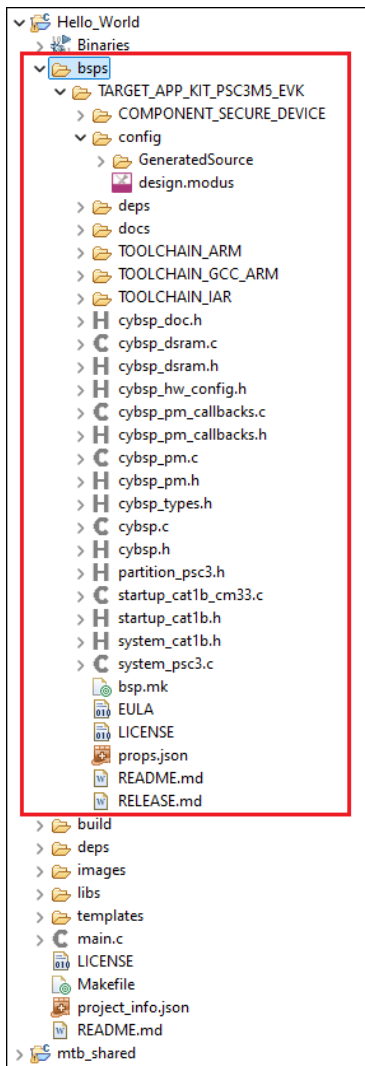 Hello_World
Binaries
bsps
TARGET_APP_KIT_PSC3M5_EVK
COMPONENT_SECURE_DEVICE
config
GeneratedSource
design.modus
deps
docs
TOOLCHAIN_ARM
TOOLCHAIN_GCC_ARM
TOOLCHAIN_IAR
cybsp_doc.h
cybsp_dsram.c
cybsp_dsram.h
cybsp_hw_config.h
cybsp_pm_callbacks.c
cybsp_pm_callbacks.h
cybsp_pm.c
cybsp_pm.h
cybsp_types.h
cybsp.c
cybsp.h
partition_psc3.h
startup_cat1b_cm33.c
startup_cat1b.h
system_cat1b.h
system_psc3.c
bsp.mk
EULA
LICENSE
props.json
README.md
RELEASE.md
build
deps
images
libs
templates
main.c
LICENSE
Makefile
project_info.json
README.md
mtb_shared